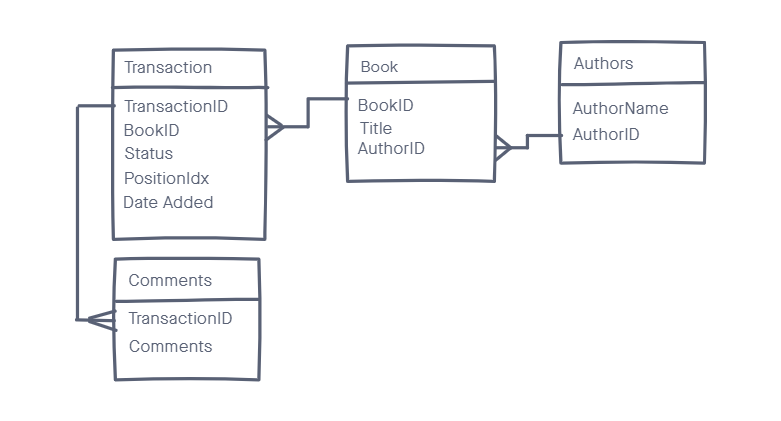 Transaction
TransactionID
BookID
Status
PositionIdx
Date Added
Book
BookID
Title
AuthorID
Authors
AuthorName
AuthorID
Comments
TransactionID
Comments